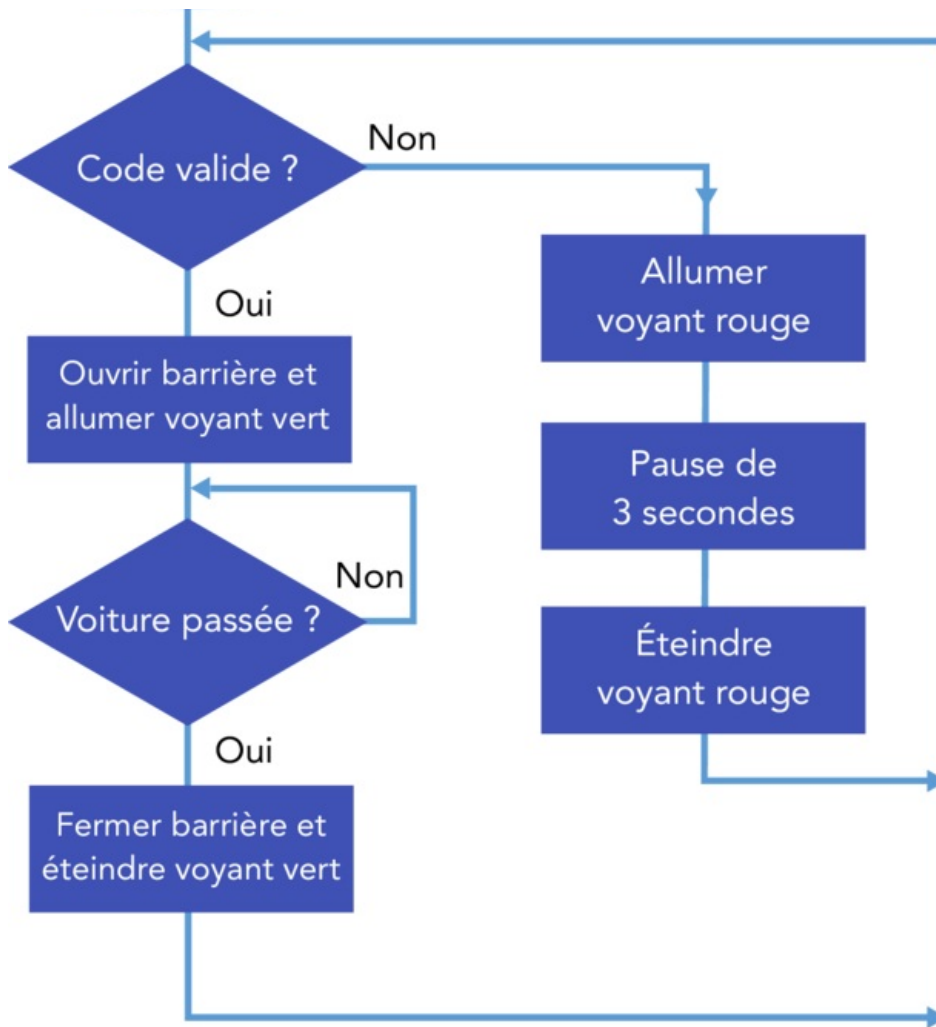 Code valide ?
Non
Oui
Ouvrir barrière et
allumer voyant vert
Voiture passée ?
Non
Oui
Fermer barrière et
éteindre voyant vert
Allumer
voyant rouge
Pause de
3 secondes
Éteindre
voyant rouge